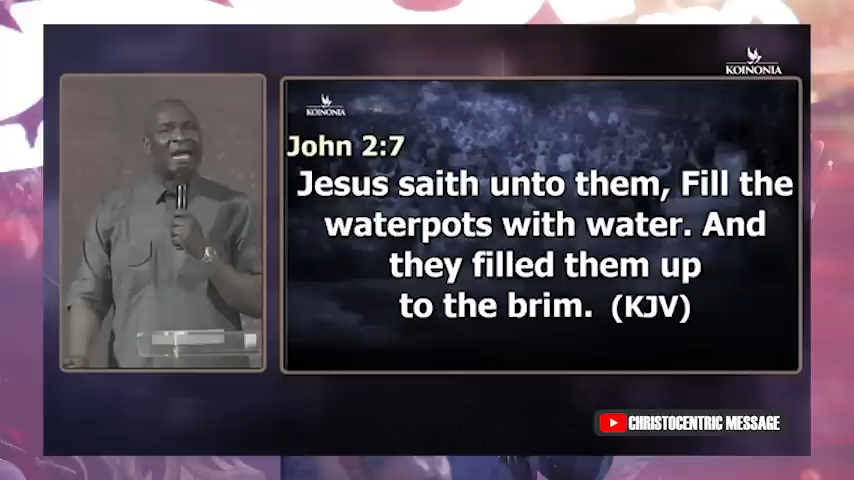 KOINONIA
KOINONIA
John 2:7
Jesus saith unto them, Fill the
waterpots with water. And
they filled them up
to the brim. (KJV)
CHRISTOCENTRIC MESSAGE